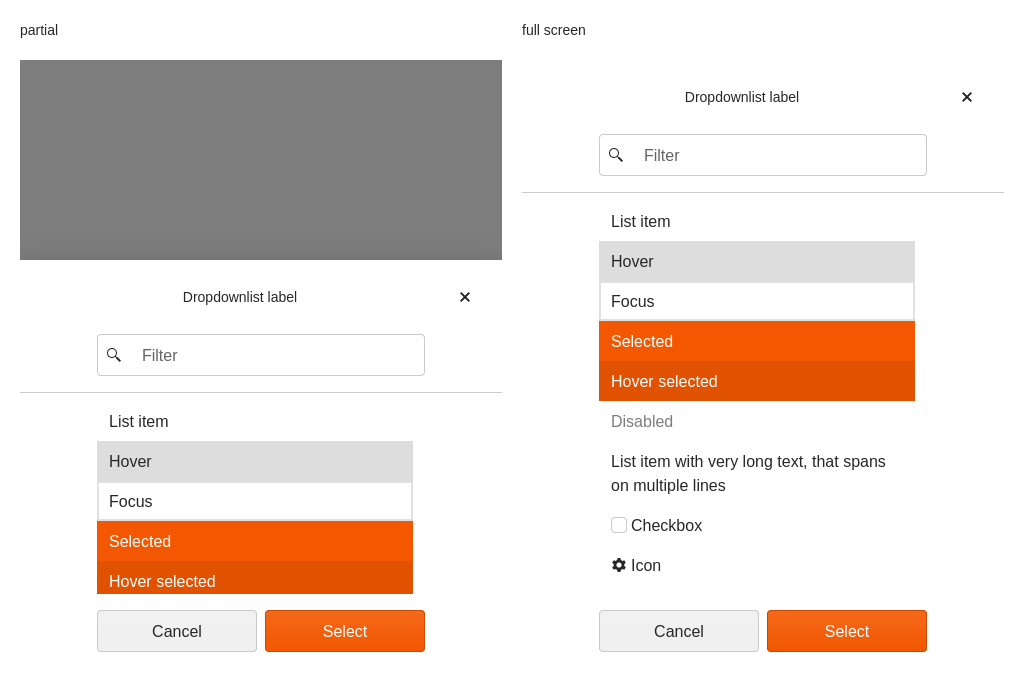 partial
Dropdownlist label
Filter
List item
Hover
Focus
Selected
Hover selected
Cancel
Select
full screen
Dropdownlist label
Filter
List item
Hover
Focus
Selected
Hover selected
Disabled
List item with very long text, that spans
on multiple lines
Checkbox
Icon
Cancel
Select